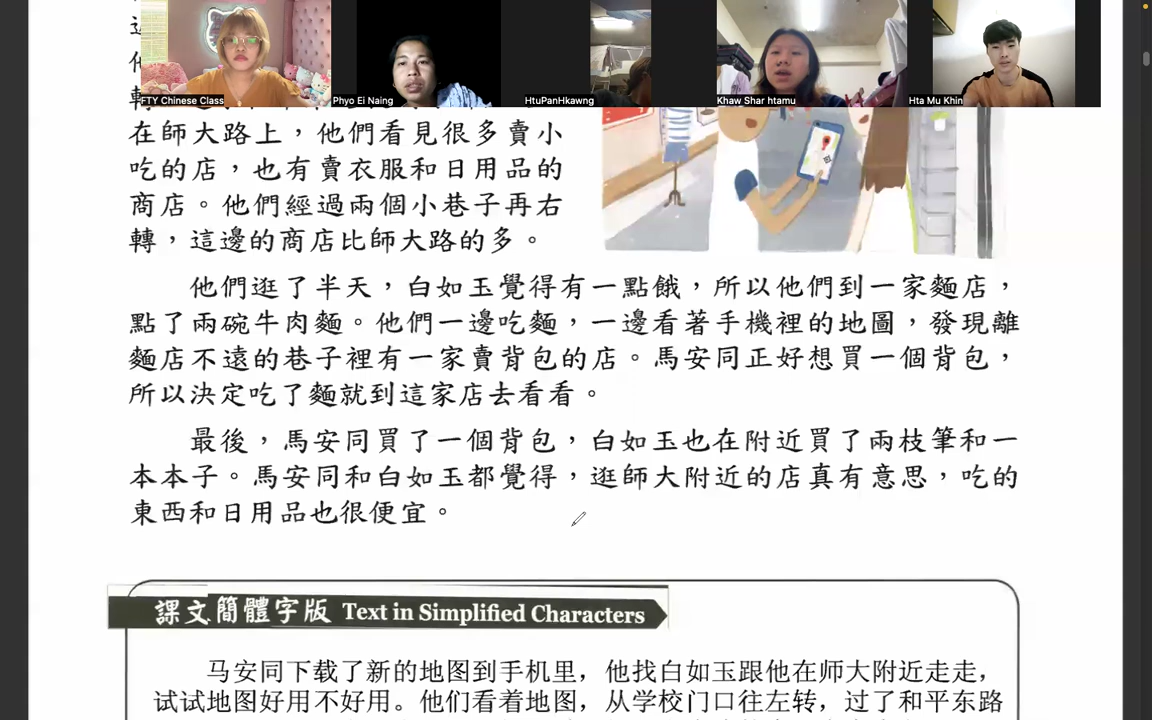 FTY Chinese Class
Phyo Ei Naing
HtuPanHkawng
Khaw Shar htamu
Hta Mu Khin
在師大路上，他們看見很多賣小
吃的店，也有賣衣服和日用品的
商店。他們經過兩個小巷子再右
轉，這邊的商店比師大路的多。
他們逛了半天，白如玉覺得有一點餓，所以他們到一家麵店，
點了兩碗牛肉麵。他們一邊吃麵，一邊看著手機裡的地圖，發現離
麵店不遠的巷子裡有一家賣背包的店。馬安同正好想買一個背包，
所以決定吃了麵就到這家店去看看。
最後，馬安同買了一個背包，白如玉也在附近買了兩枝筆和一
本本子。馬安同和白如玉都覺得，逛師大附近的店真有意思，吃的
東西和日用品也很便宜。
課文簡體字版 Text in Simplified Characters
马安同下载了新的地图到手机里，他找白如玉跟他在师大附近走走，
试试地图好用不好用。他们看着地图，从学校门口往左转，过了和平东路